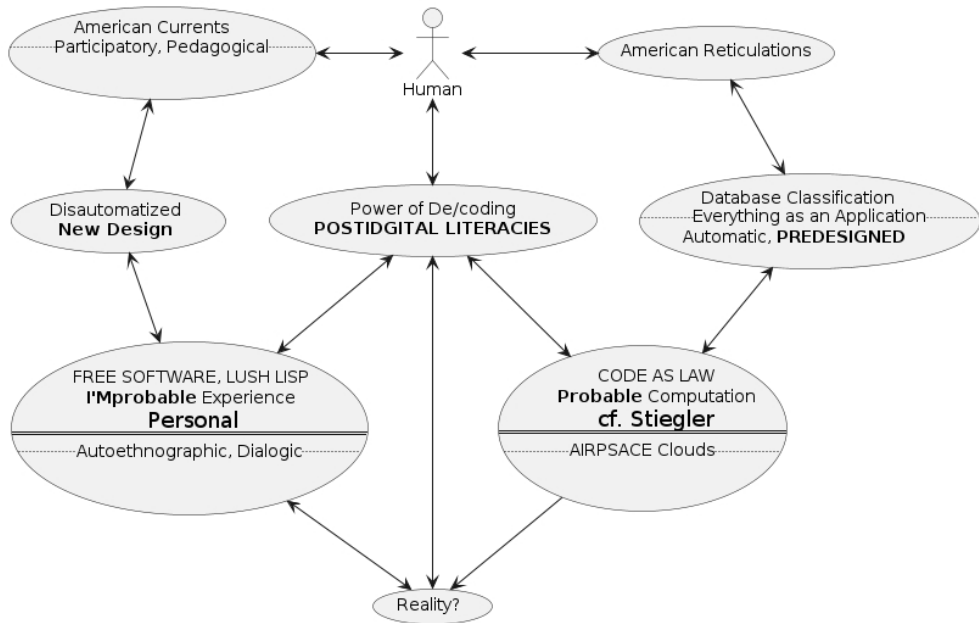 American Currents
Participatory, Pedagogical
Human
American Reticulations
Disautomatized
New Design
Power of De/coding
POSTIDGITAL LITERACIES
Database Classification
Everything as an Application
Automatic, PREDESIGNED
FREE SOFTWARE, LUSH LISP
I'Mprobable Experience
Personal
Autoethnographic, Dialogic
CODE AS LAW
Probable Computation
cf. Stiegler
AIRPSACE Clouds
Reality?